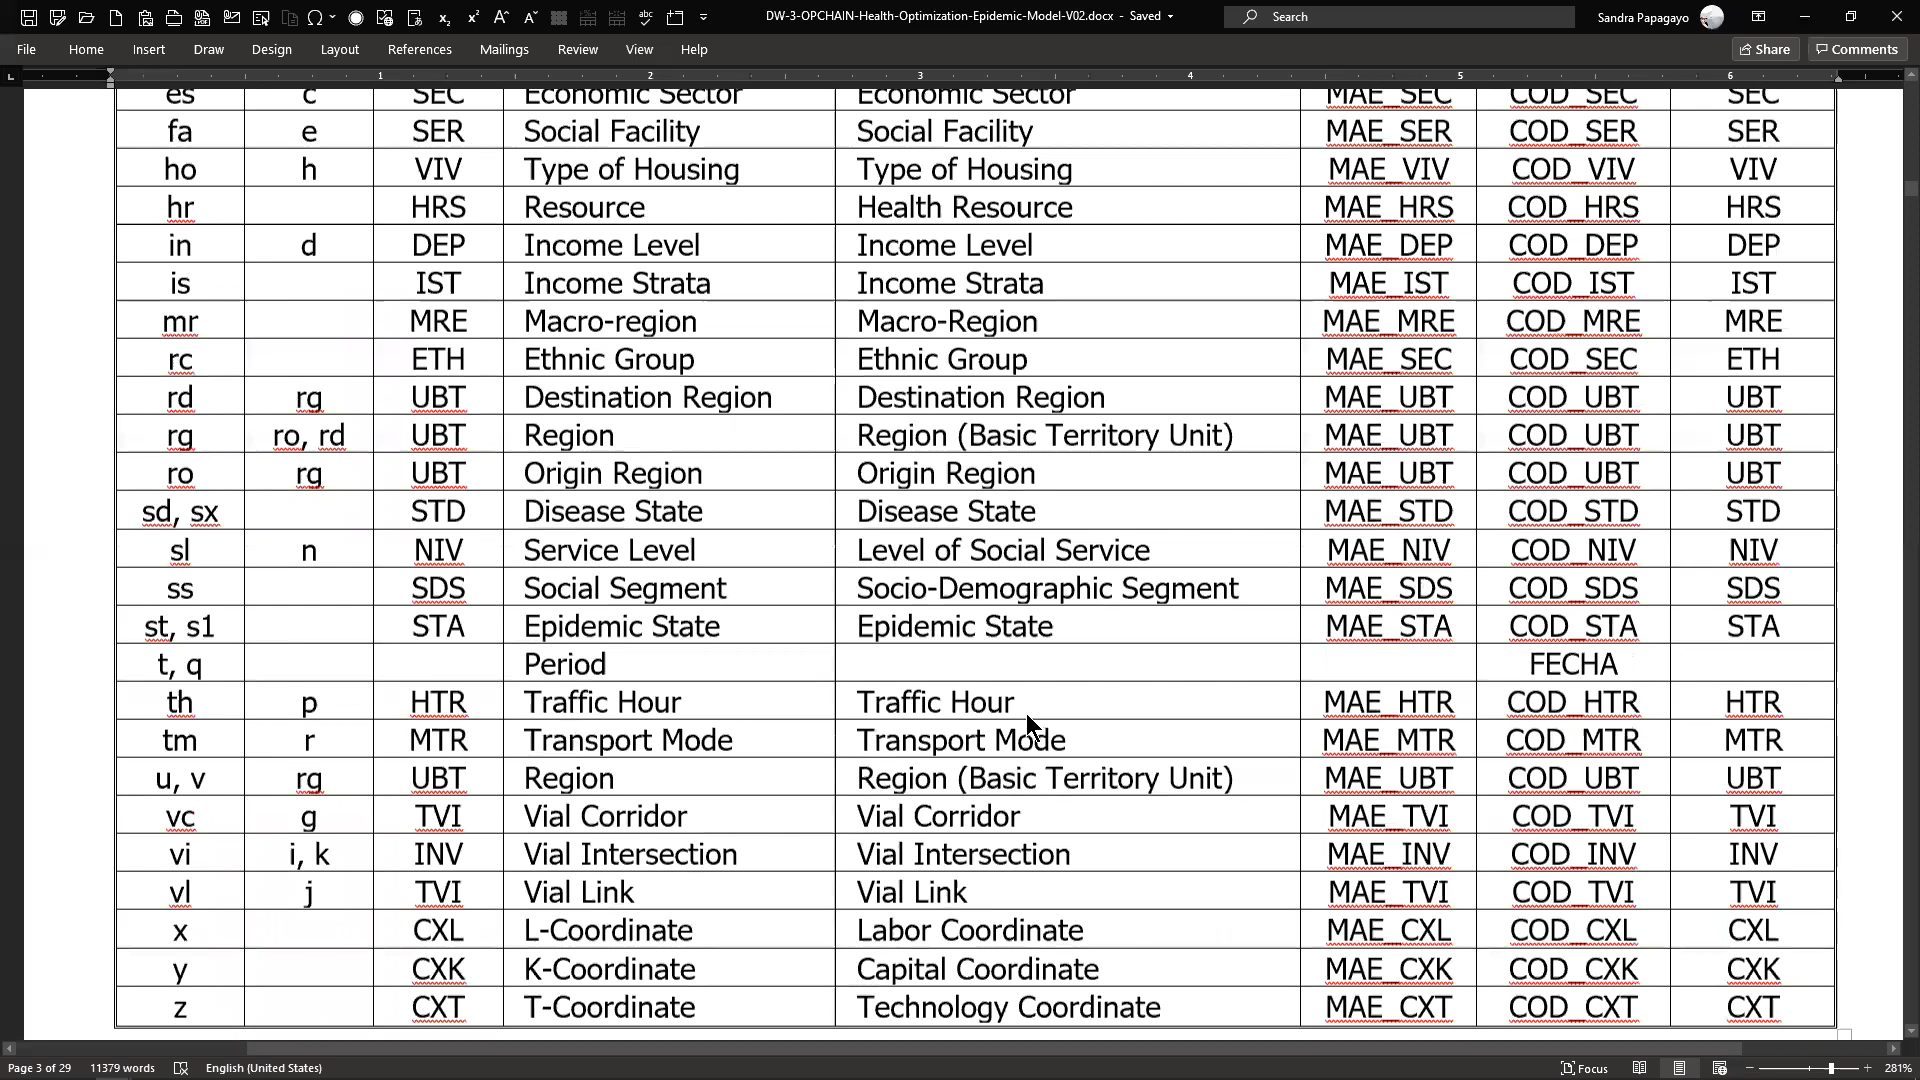 DW-3-OPCHAIN-Health-Optimization-Epidemic-Model-V02.docx - Saved
Search
Sandra Papagayo
File Home Insert Draw Design Layout References Mailings Review View Help
Share Comments
1 2 3 4 5 6
es c SEC Economic Sector Economic Sector MAE_SEC COD_SEC SEC
fa e SER Social Facility Social Facility MAE_SER COD_SER SER
ho h VIV Type of Housing Type of Housing MAE_VIV COD_VIV VIV
hr HRS Resource Health Resource MAE_HRS COD_HRS HRS
in d DEP Income Level Income Level MAE_DEP COD_DEP DEP
is IST Income Strata Income Strata MAE_IST COD_IST IST
mr MRE Macro-region Macro-Region MAE_MRE COD_MRE MRE
rc ETH Ethnic Group Ethnic Group MAE_SEC COD_SEC ETH
rd rg UBT Destination Region Destination Region MAE_UBT COD_UBT UBT
rg ro, rd UBT Region Region (Basic Territory Unit) MAE_UBT COD_UBT UBT
ro rg UBT Origin Region Origin Region MAE_UBT COD_UBT UBT
sd, sx STD Disease State Disease State MAE_STD COD_STD STD
sl n NIV Service Level Level of Social Service MAE_NIV COD_NIV NIV
ss SDS Social Segment Socio-Demographic Segment MAE_SDS COD_SDS SDS
st, s1 STA Epidemic State Epidemic State MAE_STA COD_STA STA
t, q Period FECHA
th p HTR Traffic Hour Traffic Hour MAE_HTR COD_HTR HTR
tm r MTR Transport Mode Transport Mode MAE_MTR COD_MTR MTR
u, v rg UBT Region Region (Basic Territory Unit) MAE_UBT COD_UBT UBT
vc g TVI Vial Corridor Vial Corridor MAE_TVI COD_TVI TVI
vi i, k INV Vial Intersection Vial Intersection MAE_INV COD_INV INV
vl j TVI Vial Link Vial Link MAE_TVI COD_TVI TVI
x CXL L-Coordinate Labor Coordinate MAE_CXL COD_CXL CXL
y CXK K-Coordinate Capital Coordinate MAE_CXK COD_CXK CXK
z CXT T-Coordinate Technology Coordinate MAE_CXT COD_CXT CXT
Page 3 of 29 11379 words English (United States) Focus 281%